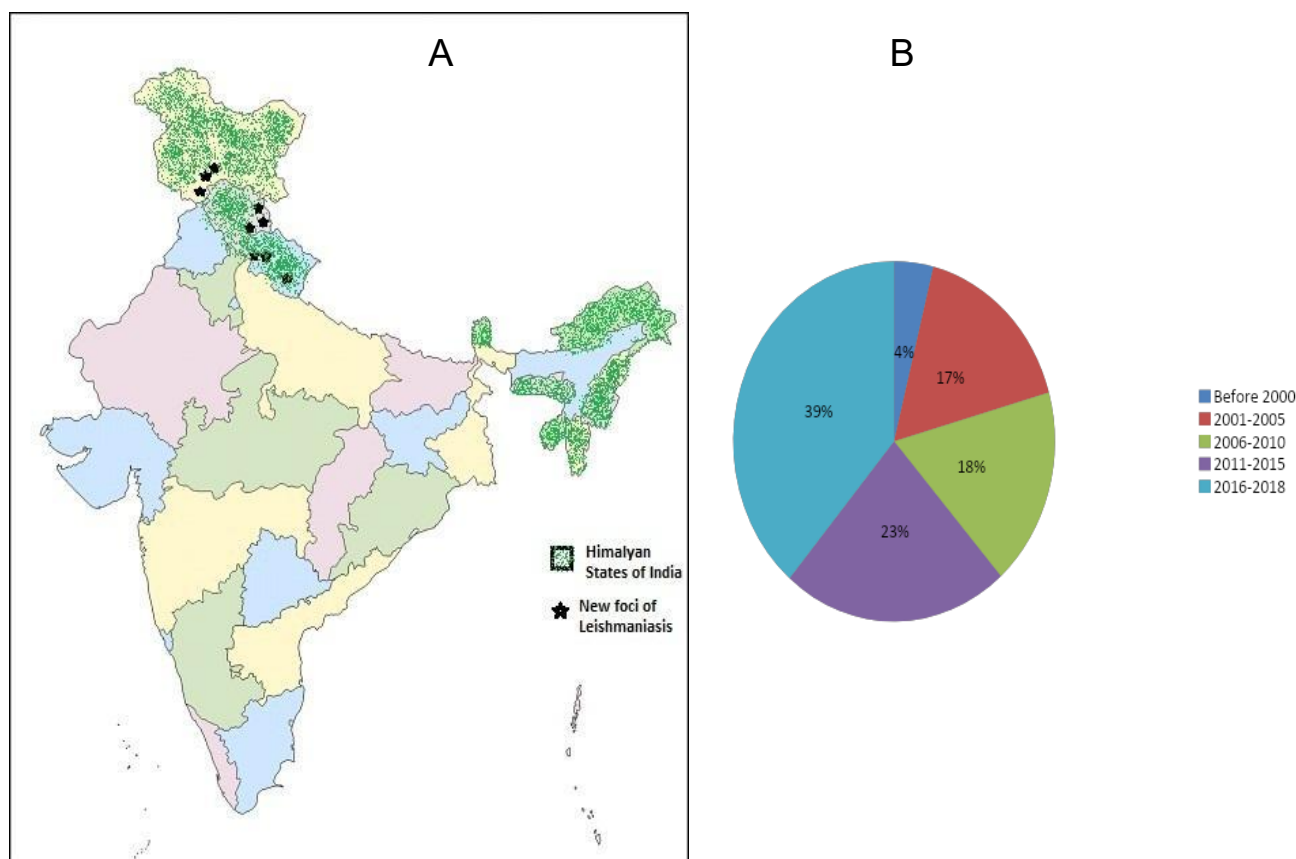 A
B
Himalyan
States of India
New foci of
Leishmaniasis
4%
17%
18%
23%
39%
Before 2000
2001-2005
2006-2010
2011-2015
2016-2018